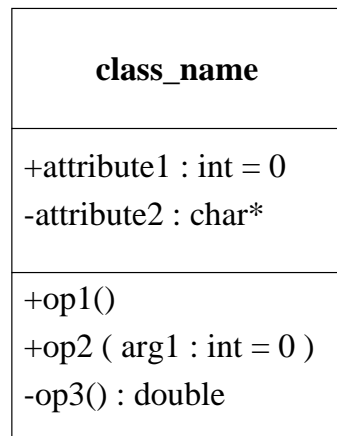 class_name
+attribute1 : int = 0
-attribute2 : char*
+op1()
+op2 ( arg1 : int = 0 )
-op3() : double